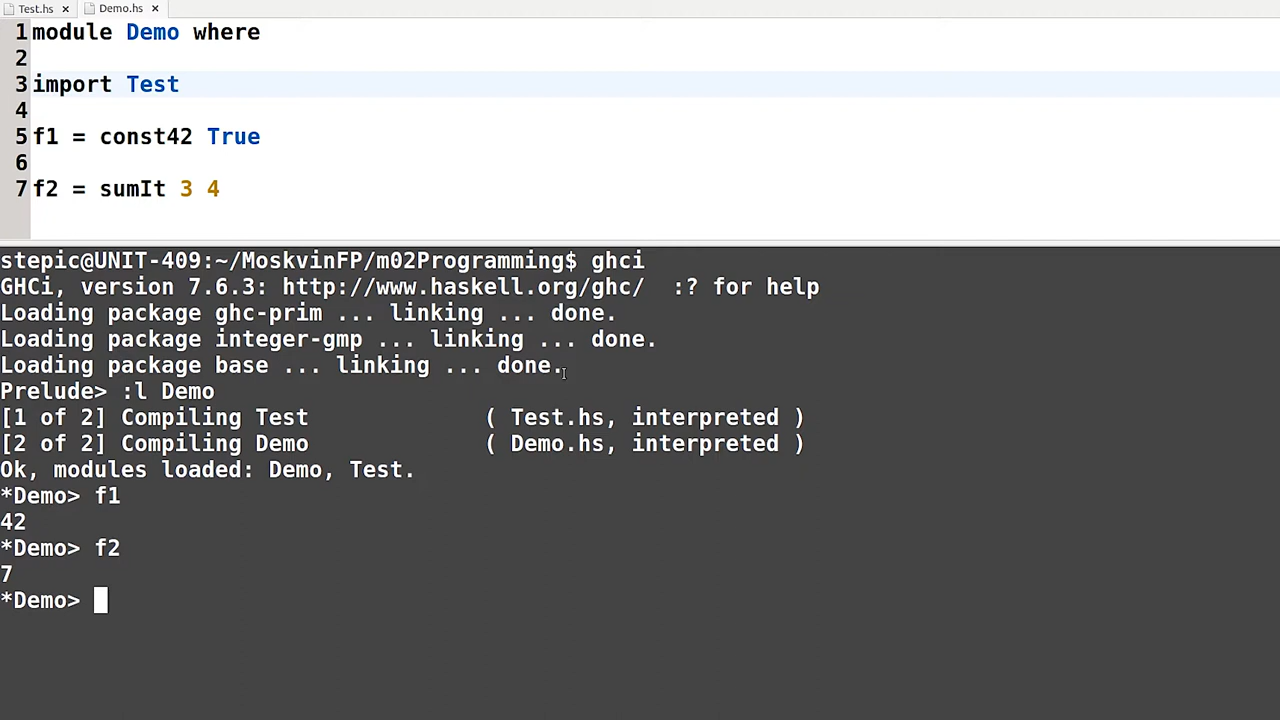 Test.hs × Demo.hs ×
1 module Demo where
2
3 import Test
4
5 f1 = const42 True
6
7 f2 = sumIt 3 4
stepic@UNIT-409:~/MoskvinFP/m02Programming$ ghci
GHCi, version 7.6.3: http://www.haskell.org/ghc/  :? for help
Loading package ghc-prim ... linking ... done.
Loading package integer-gmp ... linking ... done.
Loading package base ... linking ... done.
Prelude> :l Demo
[1 of 2] Compiling Test             ( Test.hs, interpreted )
[2 of 2] Compiling Demo             ( Demo.hs, interpreted )
Ok, modules loaded: Demo, Test.
*Demo> f1
42
*Demo> f2
7
*Demo>